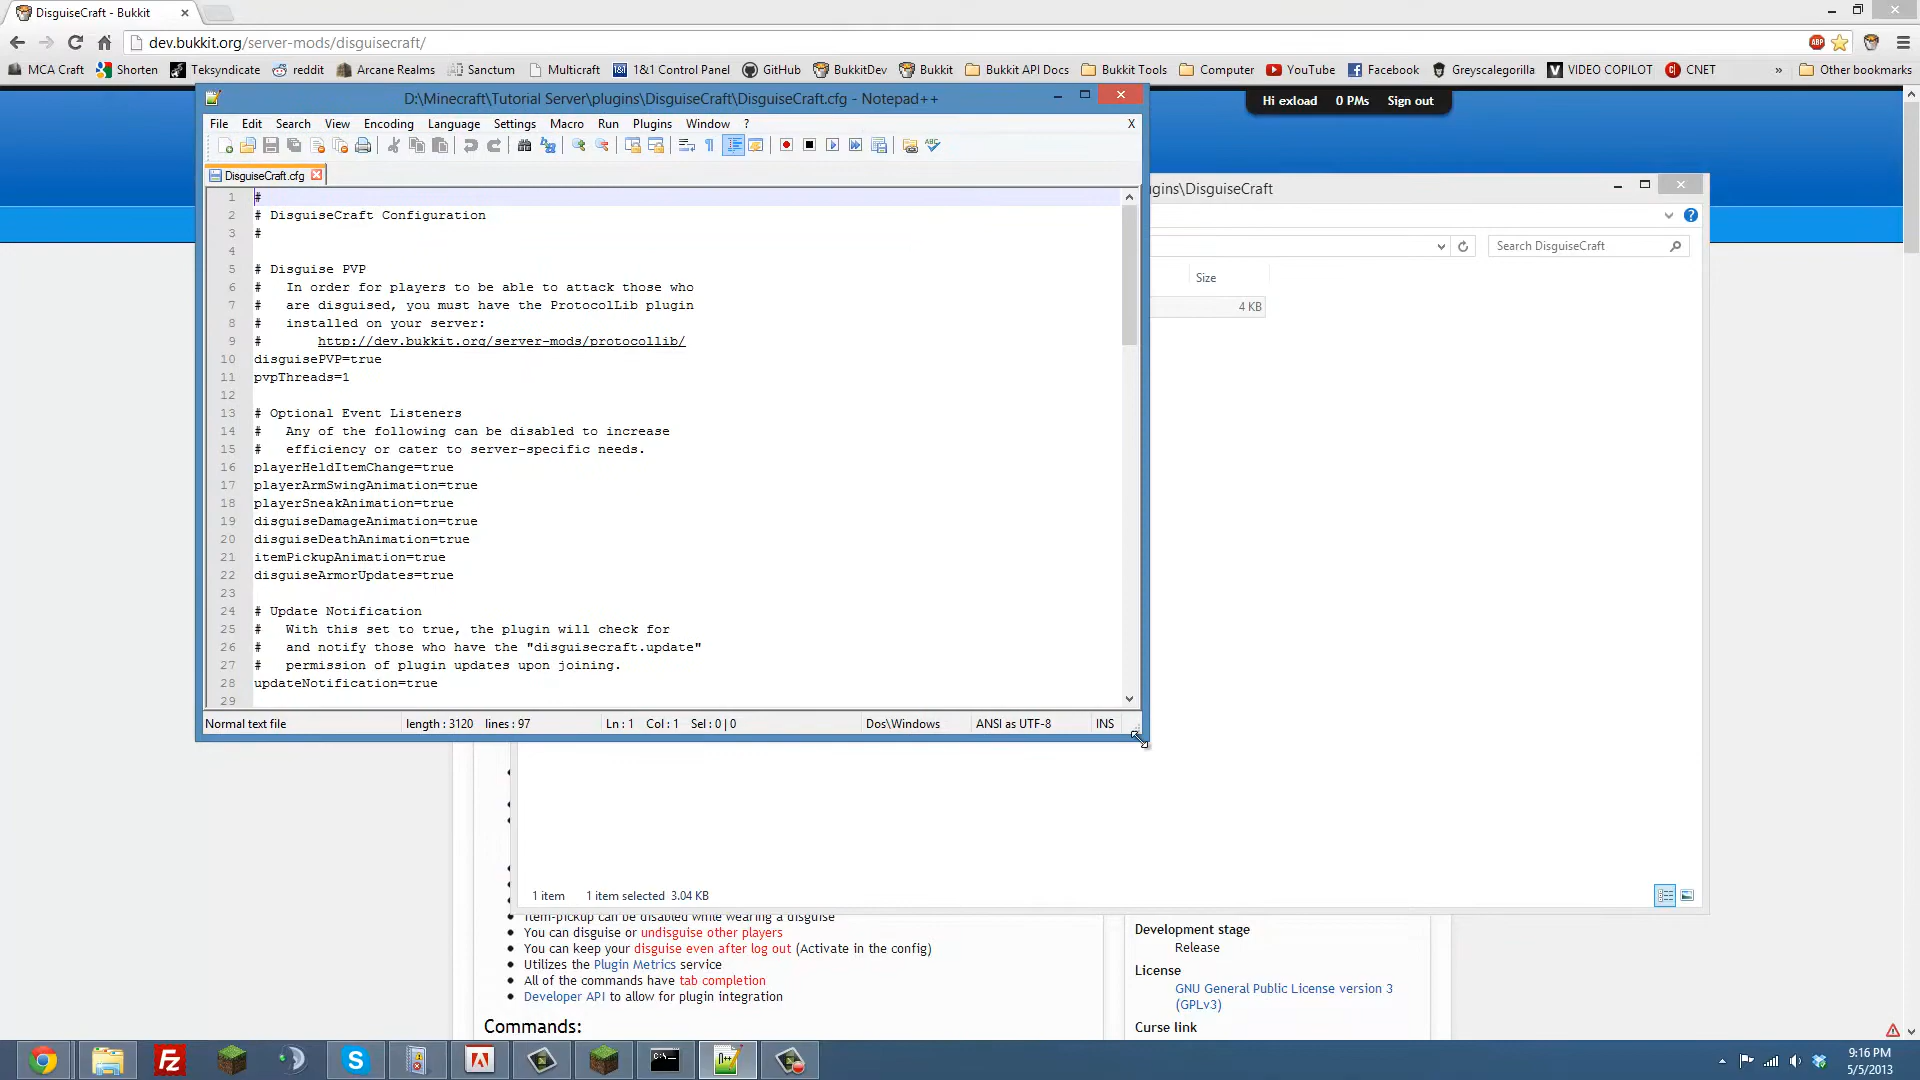 DisguiseCraft - Bukkit
dev.bukkit.org/server-mods/disguisecraft/
MCA Craft Shorten Teksyndicate reddit Arcane Realms Sanctum Multicraft 1&1 Control Panel GitHub BukkitDev Bukkit Bukkit API Docs Bukkit Tools Computer YouTube Facebook Greyscalegorilla VIDEO COPILOT CNET » Other bookmarks
D:\Minecraft\Tutorial Server\plugins\DisguiseCraft\DisguiseCraft.cfg - Notepad++
Hi exload 0 PMs Sign out
File Edit Search View Encoding Language Settings Macro Run Plugins Window ? X
DisguiseCraft.cfg
gins\DisguiseCraft
Search DisguiseCraft
Size
4 KB
1 #
2 # DisguiseCraft Configuration
3 #
4
5 # Disguise PVP
6 # In order for players to be able to attack those who
7 # are disguised, you must have the ProtocolLib plugin
8 # installed on your server:
9 # http://dev.bukkit.org/server-mods/protocollib/
10 disguisePVP=true
11 pvpThreads=1
12
13 # Optional Event Listeners
14 # Any of the following can be disabled to increase
15 # efficiency or cater to server-specific needs.
16 playerHeldItemChange=true
17 playerArmSwingAnimation=true
18 playerSneakAnimation=true
19 disguiseDamageAnimation=true
20 disguiseDeathAnimation=true
21 itemPickupAnimation=true
22 disguiseArmorUpdates=true
23
24 # Update Notification
25 # With this set to true, the plugin will check for
26 # and notify those who have the "disguisecraft.update"
27 # permission of plugin updates upon joining.
28 updateNotification=true
29
Normal text file length : 3120 lines : 97 Ln : 1 Col : 1 Sel : 0 | 0 Dos\Windows ANSI as UTF-8 INS
1 item 1 item selected 3.04 KB
Item-pickup can be disabled while wearing a disguise
You can disguise or undisguise other players
You can keep your disguise even after log out (Activate in the config)
Utilizes the Plugin Metrics service
All of the commands have tab completion
Developer API to allow for plugin integration
Commands:
Development stage
Release
License
GNU General Public License version 3
(GPLv3)
Curse link
9:16 PM
5/5/2013